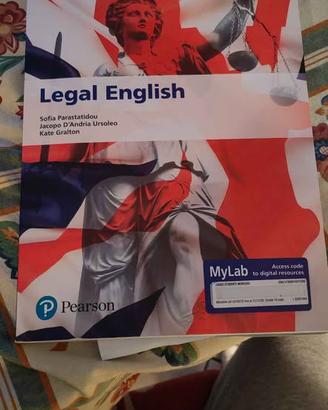 Legal English
Sofia Parastatidou
Jacopo D'Andria Ursoleo
Kate Gralton
MyLab
Access code
to digital resources
Pearson